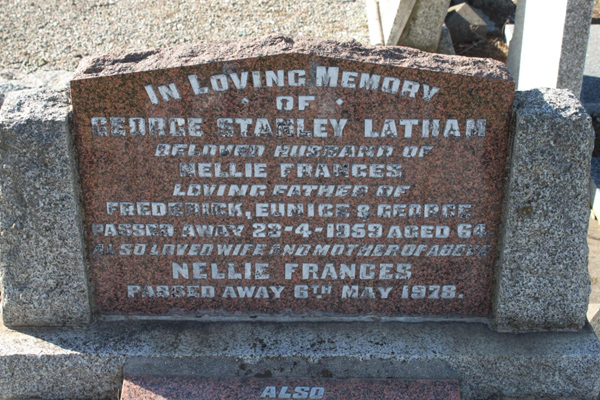 In Loving Memory
· OF ·
GEORGE STANLEY LATHAM
BELOVED HUSBAND OF
NELLIE FRANCES
LOVING FATHER OF
FREDERICK, EUNICE & GEORGE
PASSED AWAY 23-4-1959 AGED 64
ALSO LOVED WIFE AND MOTHER OF ABOVE
NELLIE FRANCES
PASSED AWAY 6TH MAY 1978.
ALSO